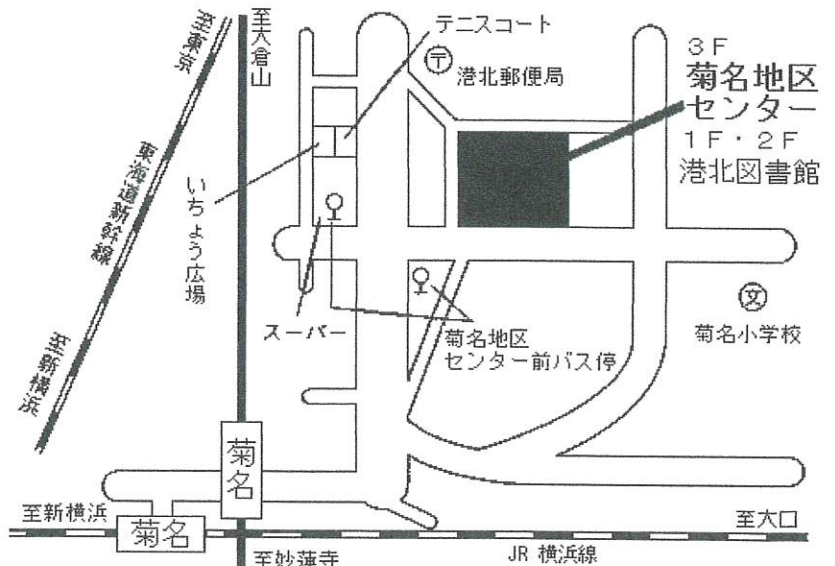 至東京
至大倉山
テニスコート
〒
港北郵便局
3F
菊名地区
センター
1F・2F
港北図書館
東海道新幹線
いちょう広場
スーパー
菊名地区
センター前バス停
文
菊名小学校
至新横浜
菊名
至新横浜
菊名
至妙蓮寺
JR 横浜線
至大口